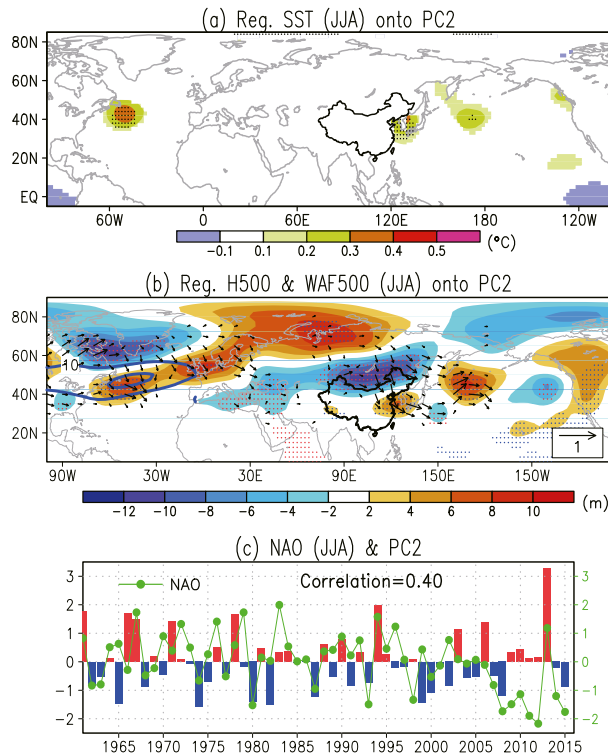 (a) Reg. SST (JJA) onto PC2
80N
60N
40N
20N
EQ
60W 0 60E 120E 180 120W
-0.1 0.1 0.2 0.3 0.4 0.5 (°C)
(b) Reg. H500 & WAF500 (JJA) onto PC2
80N
60N
40N
20N
10
1
90W 30W 30E 90E 150E 150W
-12 -10 -8 -6 -4 -2 2 4 6 8 10 (m)
(c) NAO (JJA) & PC2
NAO Correlation=0.40
3 3
2 2
1 1
0 0
-1 -1
-2 -2
1965 1970 1975 1980 1985 1990 1995 2000 2005 2010 2015